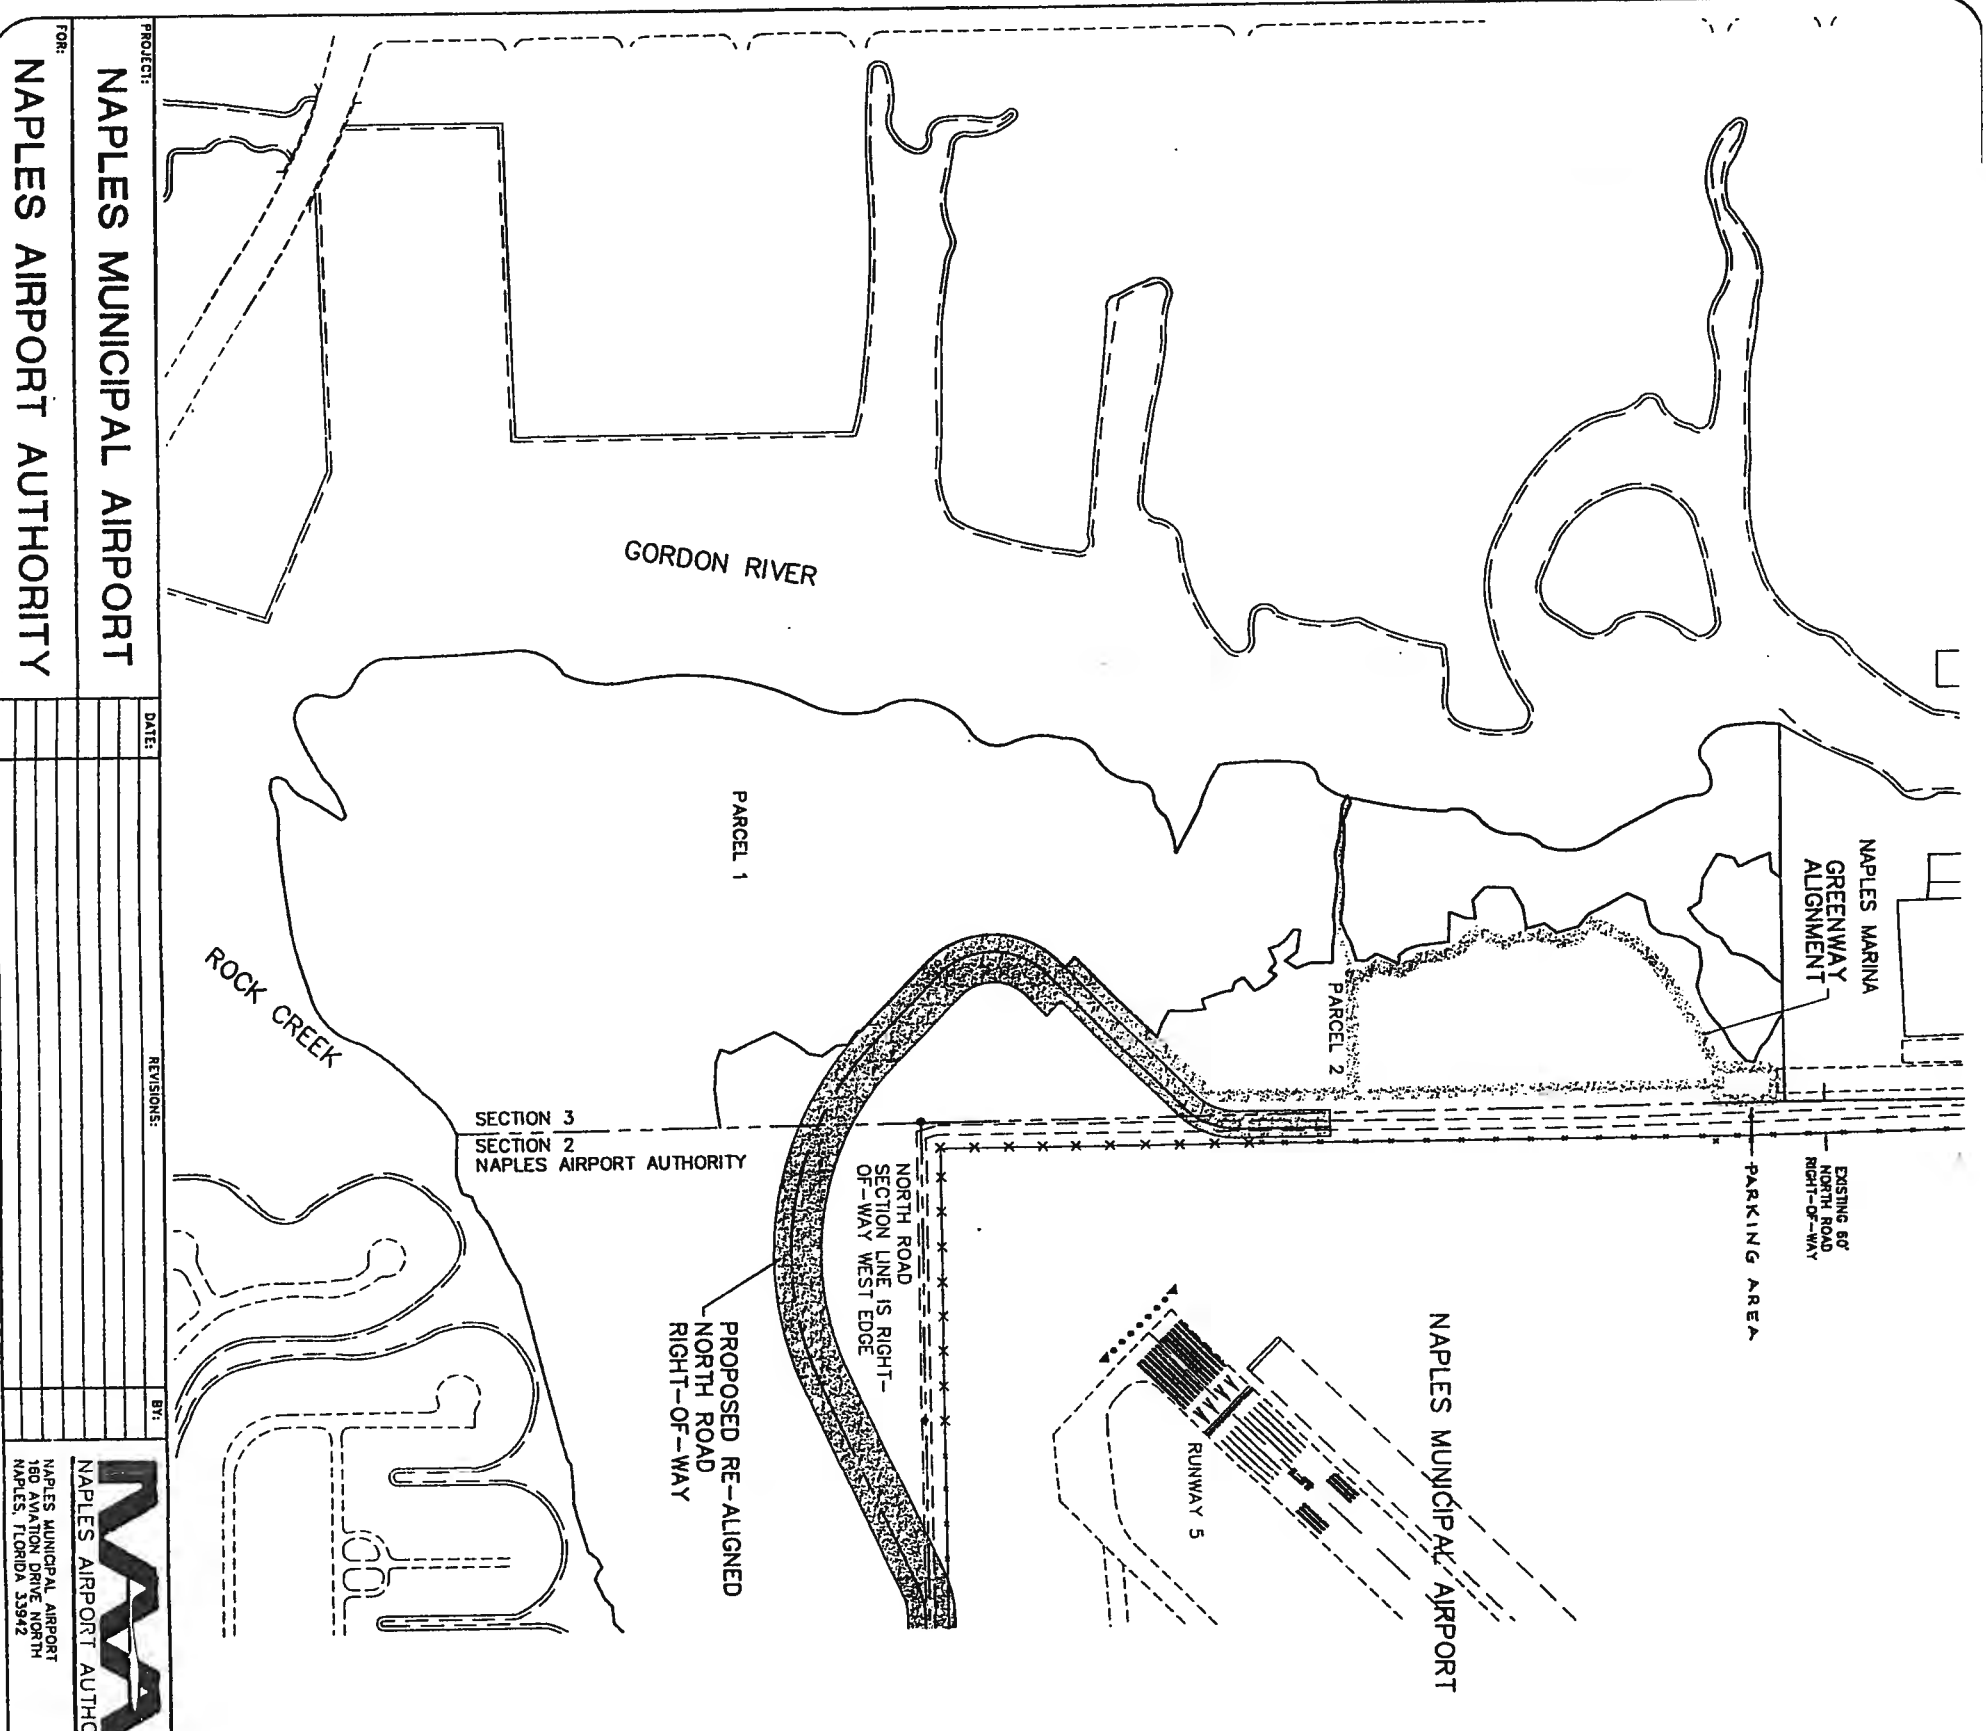 PROJECT:
NAPLES MUNICIPAL AIRPORT
FOR:
NAPLES AIRPORT AUTHORITY
DATE:
REVISIONS:
BY:
NAPLES AIRPORT AUTHO
NAPLES MUNICIPAL AIRPORT
160 AVIATION DRIVE NORTH
NAPLES, FLORIDA 33942
GORDON RIVER
PARCEL 1
ROCK CREEK
SECTION 3
SECTION 2
NAPLES AIRPORT AUTHORITY
NORTH ROAD
SECTION LINE IS RIGHT-
OF-WAY WEST EDGE
PROPOSED RE-ALIGNED
NORTH ROAD
RIGHT-OF-WAY
PARCEL 2
NAPLES MARINA
GREENWAY
ALIGNMENT
EXISTING 60'
NORTH ROAD
RIGHT-OF-WAY
PARKING AREA
NAPLES MUNICIPAL AIRPORT
RUNWAY 5
5